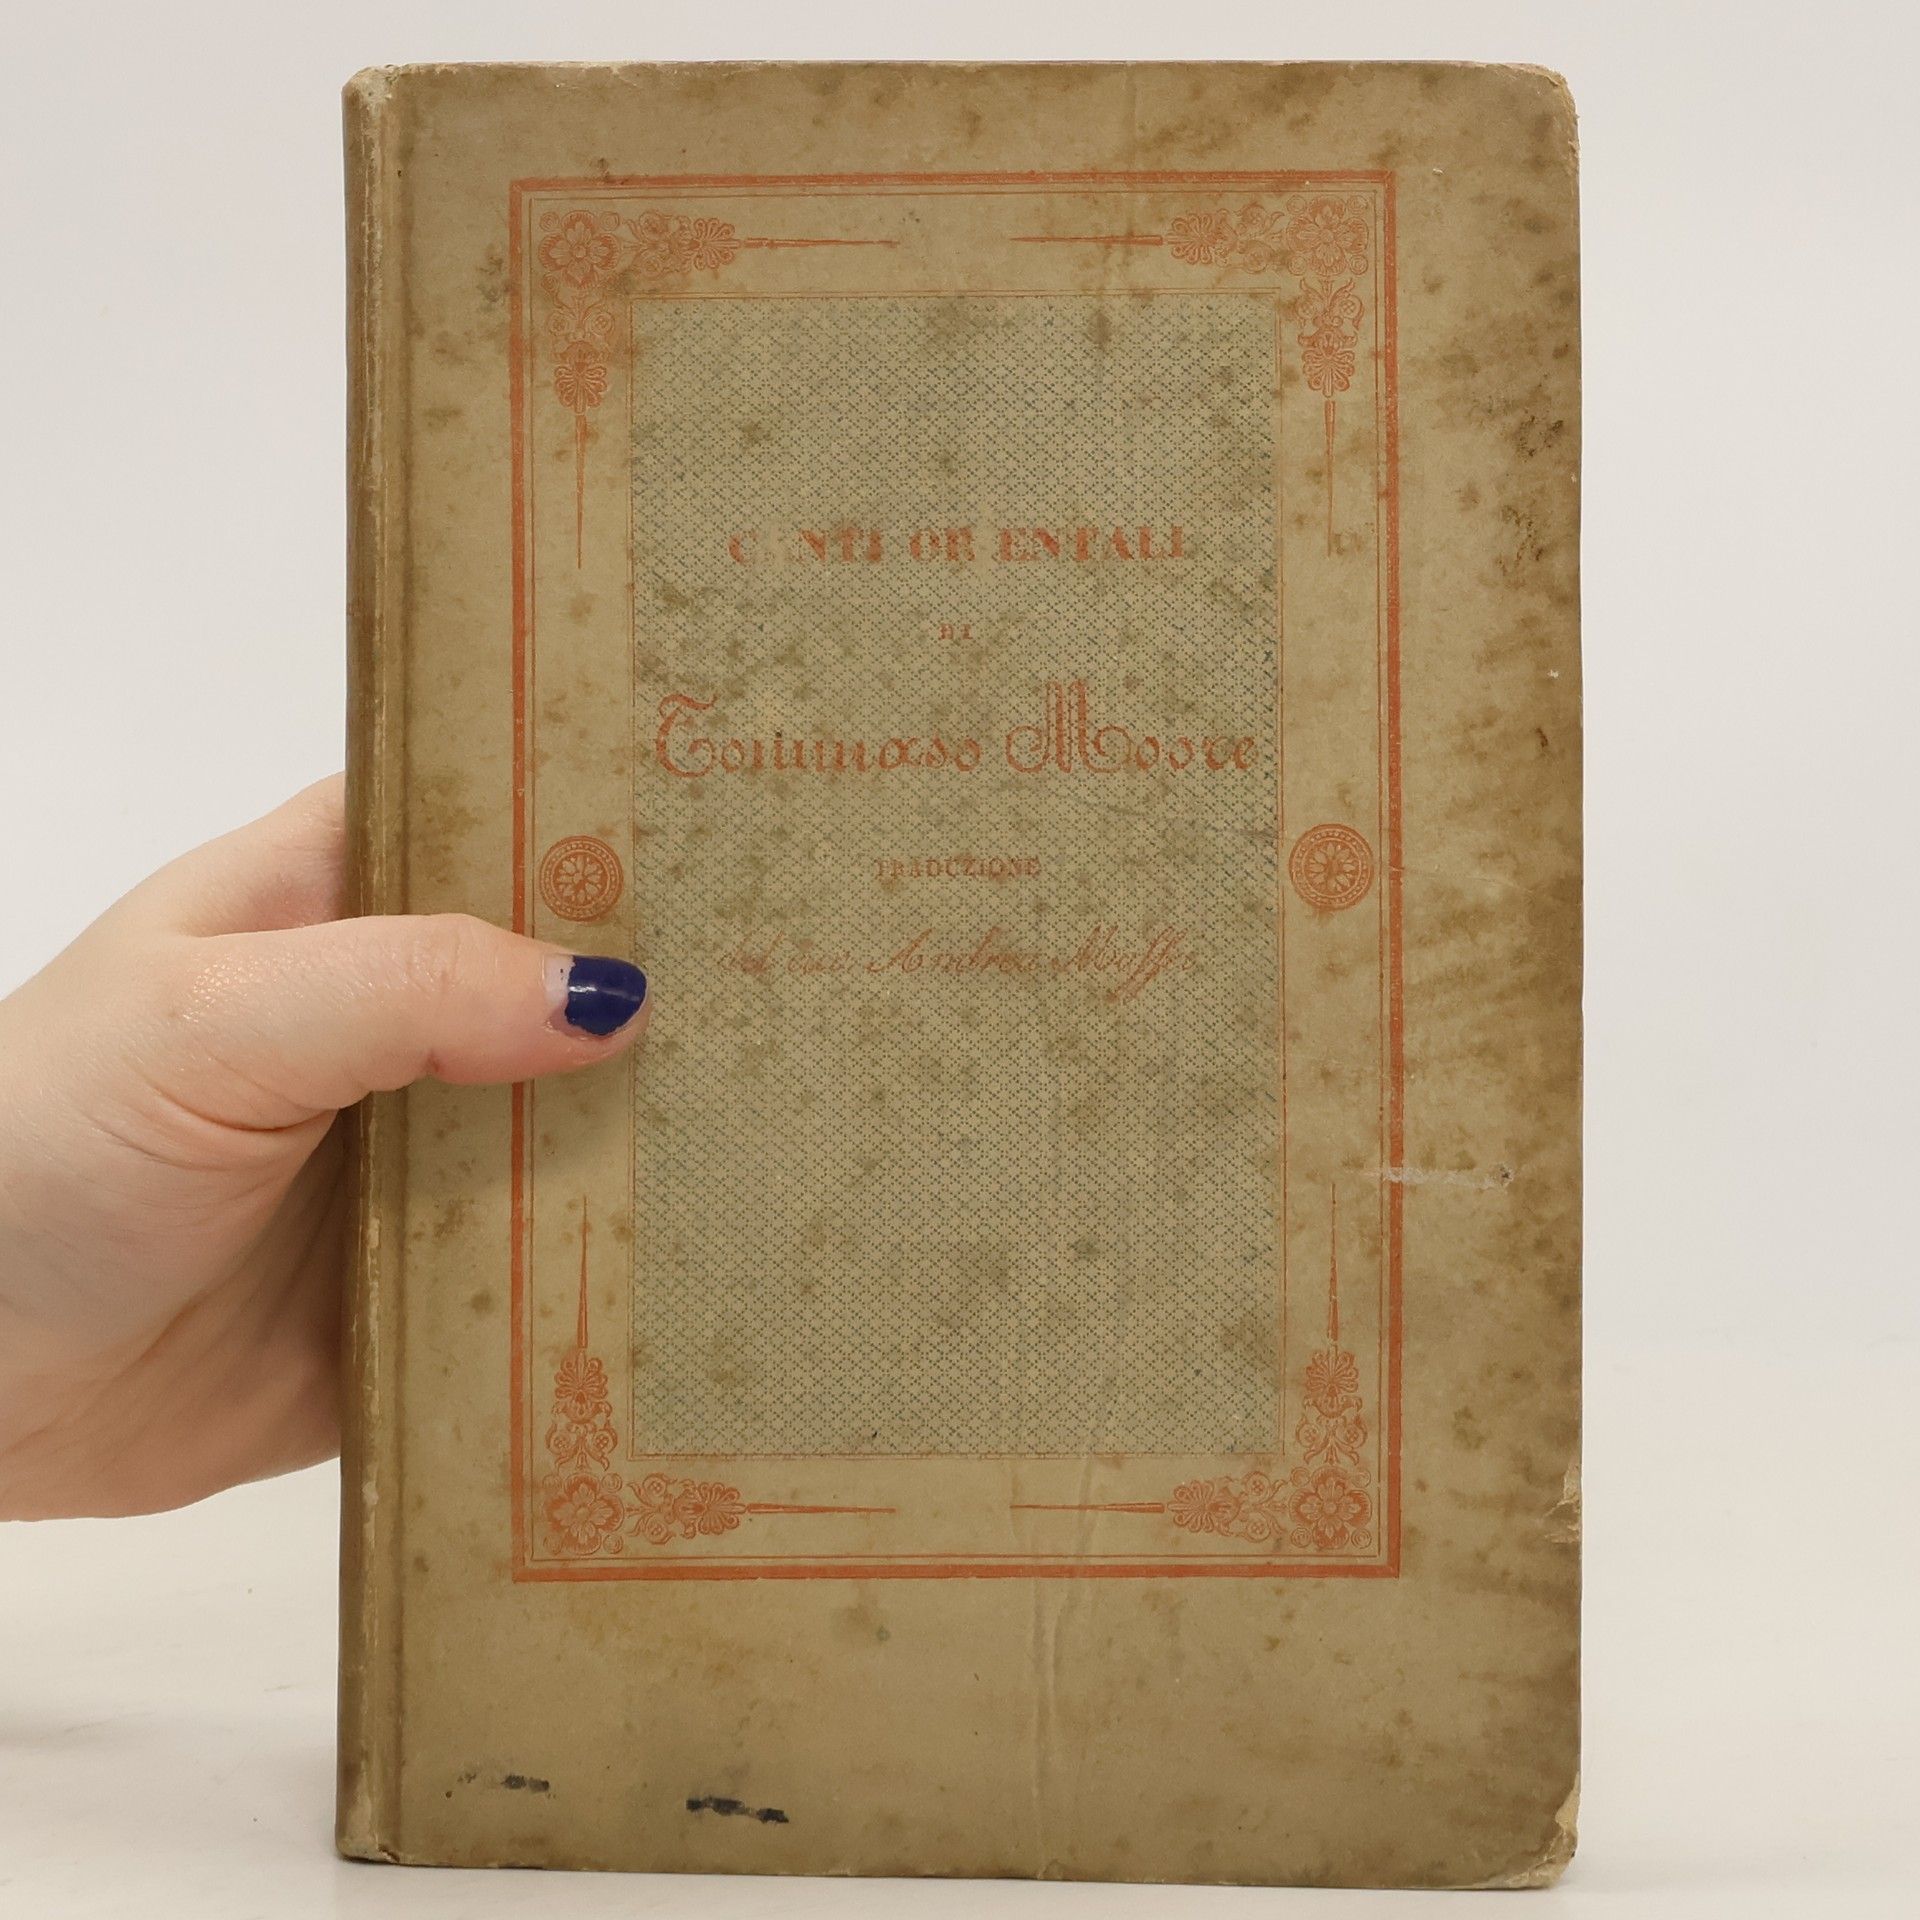 CANTI ORIENTALI
DI
Tommaso Moore
TRADUZIONE
del cav. Andrea Maffei